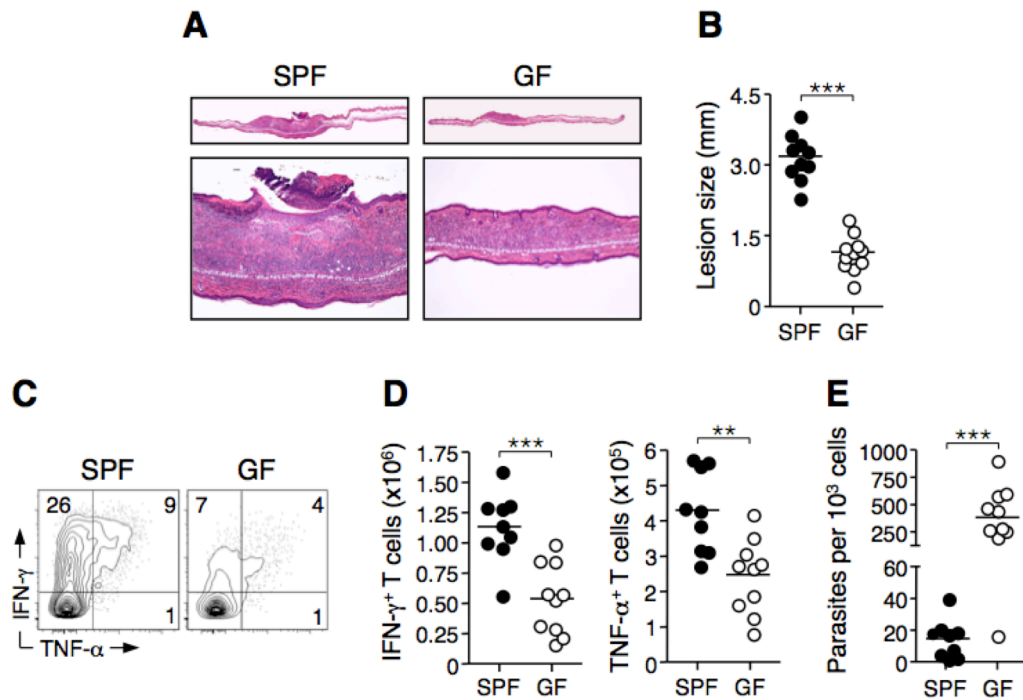 A
SPF
GF
B
***
Lesion size (mm)
4.5
3.0
1.5
0
SPF
GF
C
SPF
GF
26
9
1
7
4
1
IFN-γ
TNF-α
D
***
IFN-γ⁺ T cells (x10⁶)
1.75
1.50
1.25
1.00
0.75
0.50
0.25
0
SPF
GF
**
TNF-α⁺ T cells (x10⁵)
6
5
4
3
2
1
0
SPF
GF
E
***
Parasites per 10³ cells
1000
750
500
250
60
40
20
0
SPF
GF